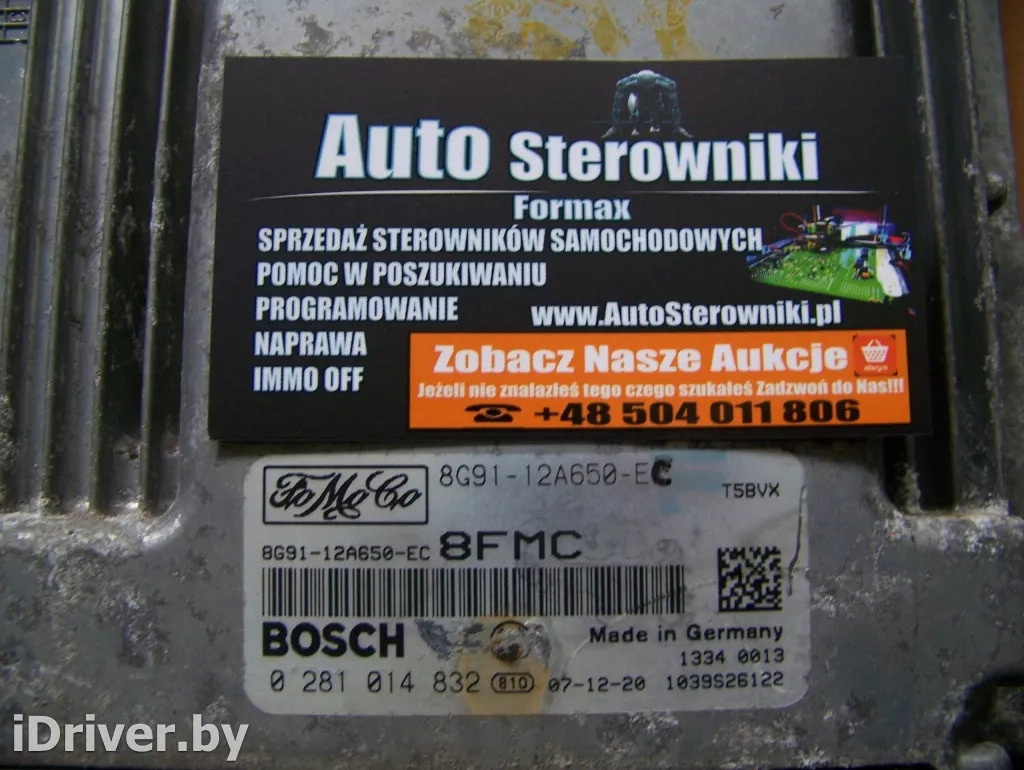 Auto Sterowniki
Formax
SPRZEDAŻ STEROWNIKÓW SAMOCHODOWYCH
POMOC W POSZUKIWANIU
PROGRAMOWANIE
www.AutoSterowniki.pl
NAPRAWA
IMMO OFF
Zobacz Nasze Aukcje
allegro
Jeżeli nie znalazłeś tego czego szukałeś Zadzwoń do Nas!!!
+48 504 011 806
FoMoCo
8G91-12A650-EC
T5BVX
8G91-12A650-EC 8FMC
BOSCH
Made in Germany
1334 0013
0 281 014 832 810 07-12-20 1039S26122
iDriver.by